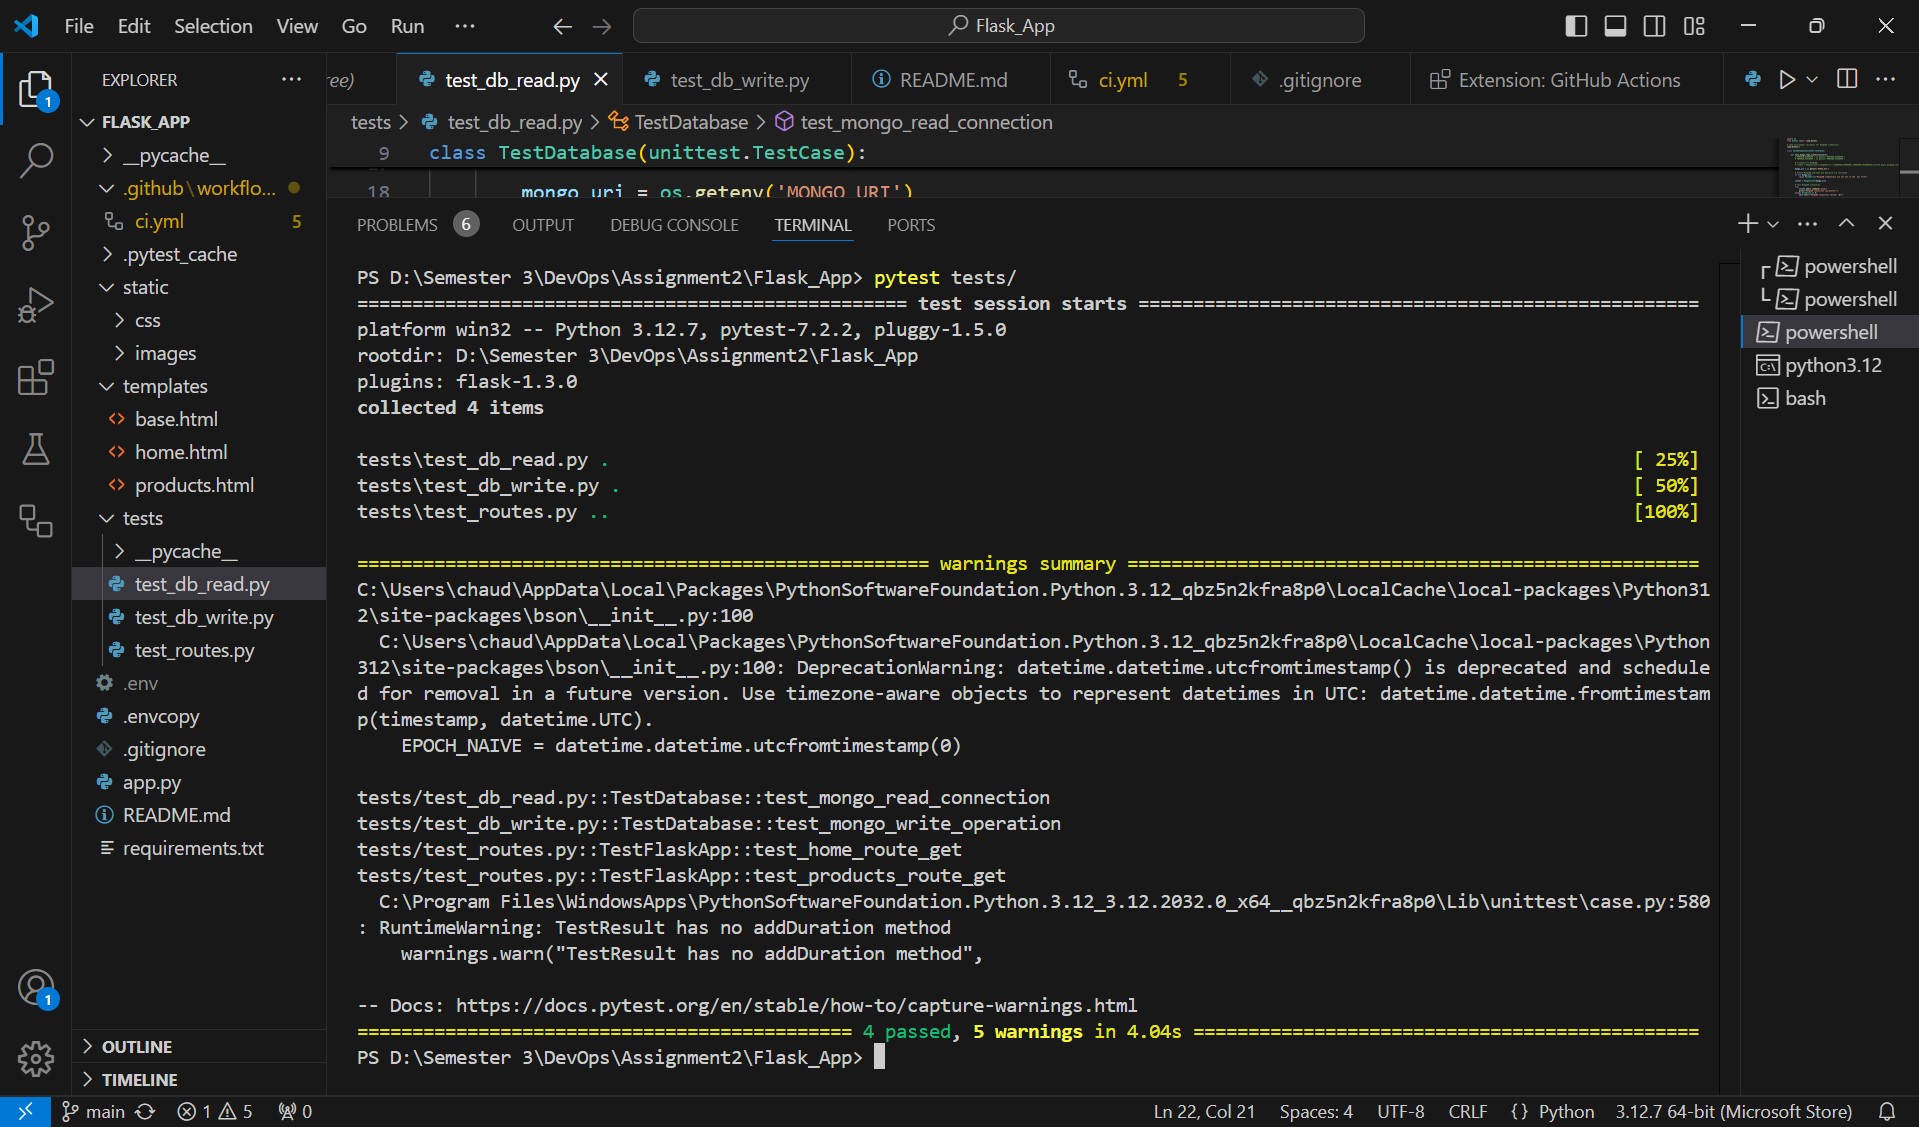 File Edit Selection View Go Run ··· Flask_App
EXPLORER ···
ree) test_db_read.py test_db_write.py README.md ci.yml 5 .gitignore Extension: GitHub Actions
FLASK_APP
__pycache__
.github\workflo...
ci.yml 5
.pytest_cache
static
css
images
templates
base.html
home.html
products.html
tests
__pycache__
test_db_read.py
test_db_write.py
test_routes.py
.env
.envcopy
.gitignore
app.py
README.md
requirements.txt
OUTLINE
TIMELINE
1
1
tests > test_db_read.py > TestDatabase > test_mongo_read_connection
9 class TestDatabase(unittest.TestCase):
18 mongo_uri = os.getenv('MONGO_URI')
PROBLEMS 6 OUTPUT DEBUG CONSOLE TERMINAL PORTS
PS D:\Semester 3\DevOps\Assignment2\Flask_App> pytest tests/
================================================== test session starts ===================================================
platform win32 -- Python 3.12.7, pytest-7.2.2, pluggy-1.5.0
rootdir: D:\Semester 3\DevOps\Assignment2\Flask_App
plugins: flask-1.3.0
collected 4 items
tests\test_db_read.py . [ 25%]
tests\test_db_write.py . [ 50%]
tests\test_routes.py .. [100%]
==================================================== warnings summary ====================================================
C:\Users\chaud\AppData\Local\Packages\PythonSoftwareFoundation.Python.3.12_qbz5n2kfra8p0\LocalCache\local-packages\Python31
2\site-packages\bson\__init__.py:100
C:\Users\chaud\AppData\Local\Packages\PythonSoftwareFoundation.Python.3.12_qbz5n2kfra8p0\LocalCache\local-packages\Python
312\site-packages\bson\__init__.py:100: DeprecationWarning: datetime.datetime.utcfromtimestamp() is deprecated and schedule
d for removal in a future version. Use timezone-aware objects to represent datetimes in UTC: datetime.datetime.fromtimestam
p(timestamp, datetime.UTC).
EPOCH_NAIVE = datetime.datetime.utcfromtimestamp(0)
tests/test_db_read.py::TestDatabase::test_mongo_read_connection
tests/test_db_write.py::TestDatabase::test_mongo_write_operation
tests/test_routes.py::TestFlaskApp::test_home_route_get
tests/test_routes.py::TestFlaskApp::test_products_route_get
C:\Program Files\WindowsApps\PythonSoftwareFoundation.Python.3.12_3.12.2032.0_x64__qbz5n2kfra8p0\Lib\unittest\case.py:580
: RuntimeWarning: TestResult has no addDuration method
warnings.warn("TestResult has no addDuration method",
-- Docs: https://docs.pytest.org/en/stable/how-to/capture-warnings.html
============================================= 4 passed, 5 warnings in 4.04s ==============================================
PS D:\Semester 3\DevOps\Assignment2\Flask_App>
powershell
powershell
powershell
python3.12
bash
main 1 5 0 Ln 22, Col 21 Spaces: 4 UTF-8 CRLF {} Python 3.12.7 64-bit (Microsoft Store)